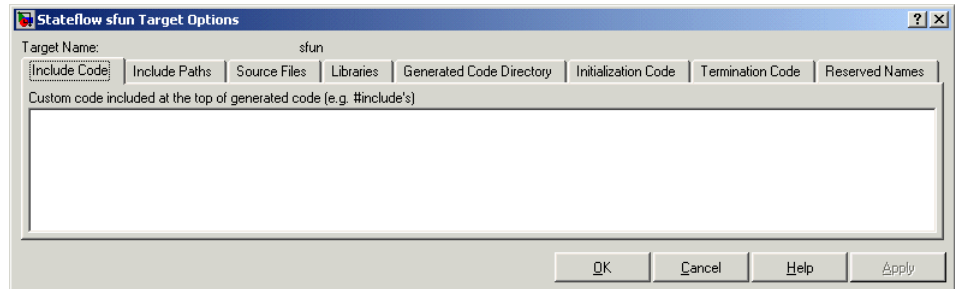 Stateflow sfun Target Options
Target Name: sfun
Include Code Include Paths Source Files Libraries Generated Code Directory Initialization Code Termination Code Reserved Names
Custom code included at the top of generated code (e.g. #include's)
OK Cancel Help Apply